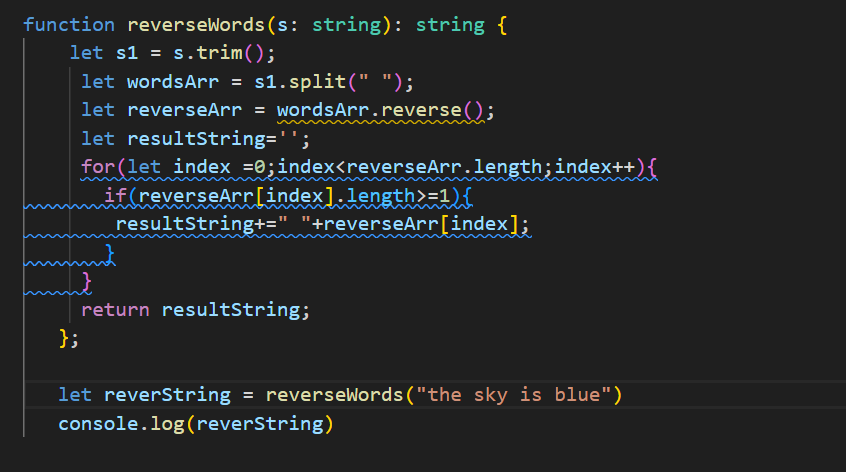 function reverseWords(s: string): string {
let s1 = s.trim();
let wordsArr = s1.split(" ");
let reverseArr = wordsArr.reverse();
let resultString='';
for(let index =0;index<reverseArr.length;index++){
if(reverseArr[index].length>=1){
resultString+=" "+reverseArr[index];
}
}
return resultString;
};
let reverString = reverseWords("the sky is blue")
console.log(reverString)